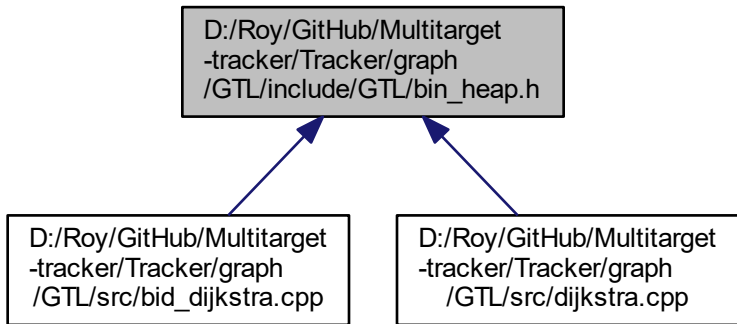 D:/Roy/GitHub/Multitarget
-tracker/Tracker/graph
/GTL/include/GTL/bin_heap.h
D:/Roy/GitHub/Multitarget
-tracker/Tracker/graph
/GTL/src/bid_dijkstra.cpp
D:/Roy/GitHub/Multitarget
-tracker/Tracker/graph
/GTL/src/dijkstra.cpp